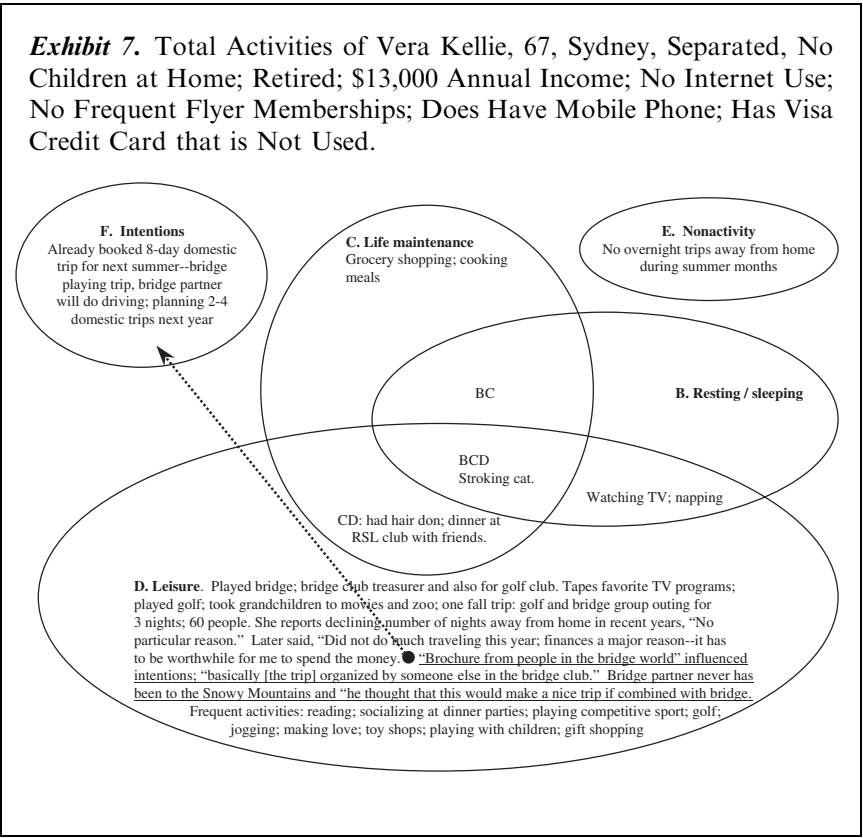 Exhibit 7. Total Activities of Vera Kellie, 67, Sydney, Separated, No
Children at Home; Retired; $13,000 Annual Income; No Internet Use;
No Frequent Flyer Memberships; Does Have Mobile Phone; Has Visa
Credit Card that is Not Used.
F. Intentions
Already booked 8-day domestic
trip for next summer--bridge
playing trip, bridge partner
will do driving; planning 2-4
domestic trips next year
C. Life maintenance
Grocery shopping; cooking
meals
E. Nonactivity
No overnight trips away from home
during summer months
BC
B. Resting / sleeping
BCD
Stroking cat.
Watching TV; napping
CD: had hair don; dinner at
RSL club with friends.
D. Leisure. Played bridge; bridge club treasurer and also for golf club. Tapes favorite TV programs;
played golf; took grandchildren to movies and zoo; one fall trip: golf and bridge group outing for
3 nights; 60 people. She reports declining number of nights away from home in recent years, “No
particular reason.” Later said, “Did not do much traveling this year; finances a major reason--it has
to be worthwhile for me to spend the money. “Brochure from people in the bridge world” influenced
intentions; “basically [the trip] organized by someone else in the bridge club.” Bridge partner never has
been to the Snowy Mountains and “he thought that this would make a nice trip if combined with bridge.
Frequent activities: reading; socializing at dinner parties; playing competitive sport; golf;
jogging; making love; toy shops; playing with children; gift shopping